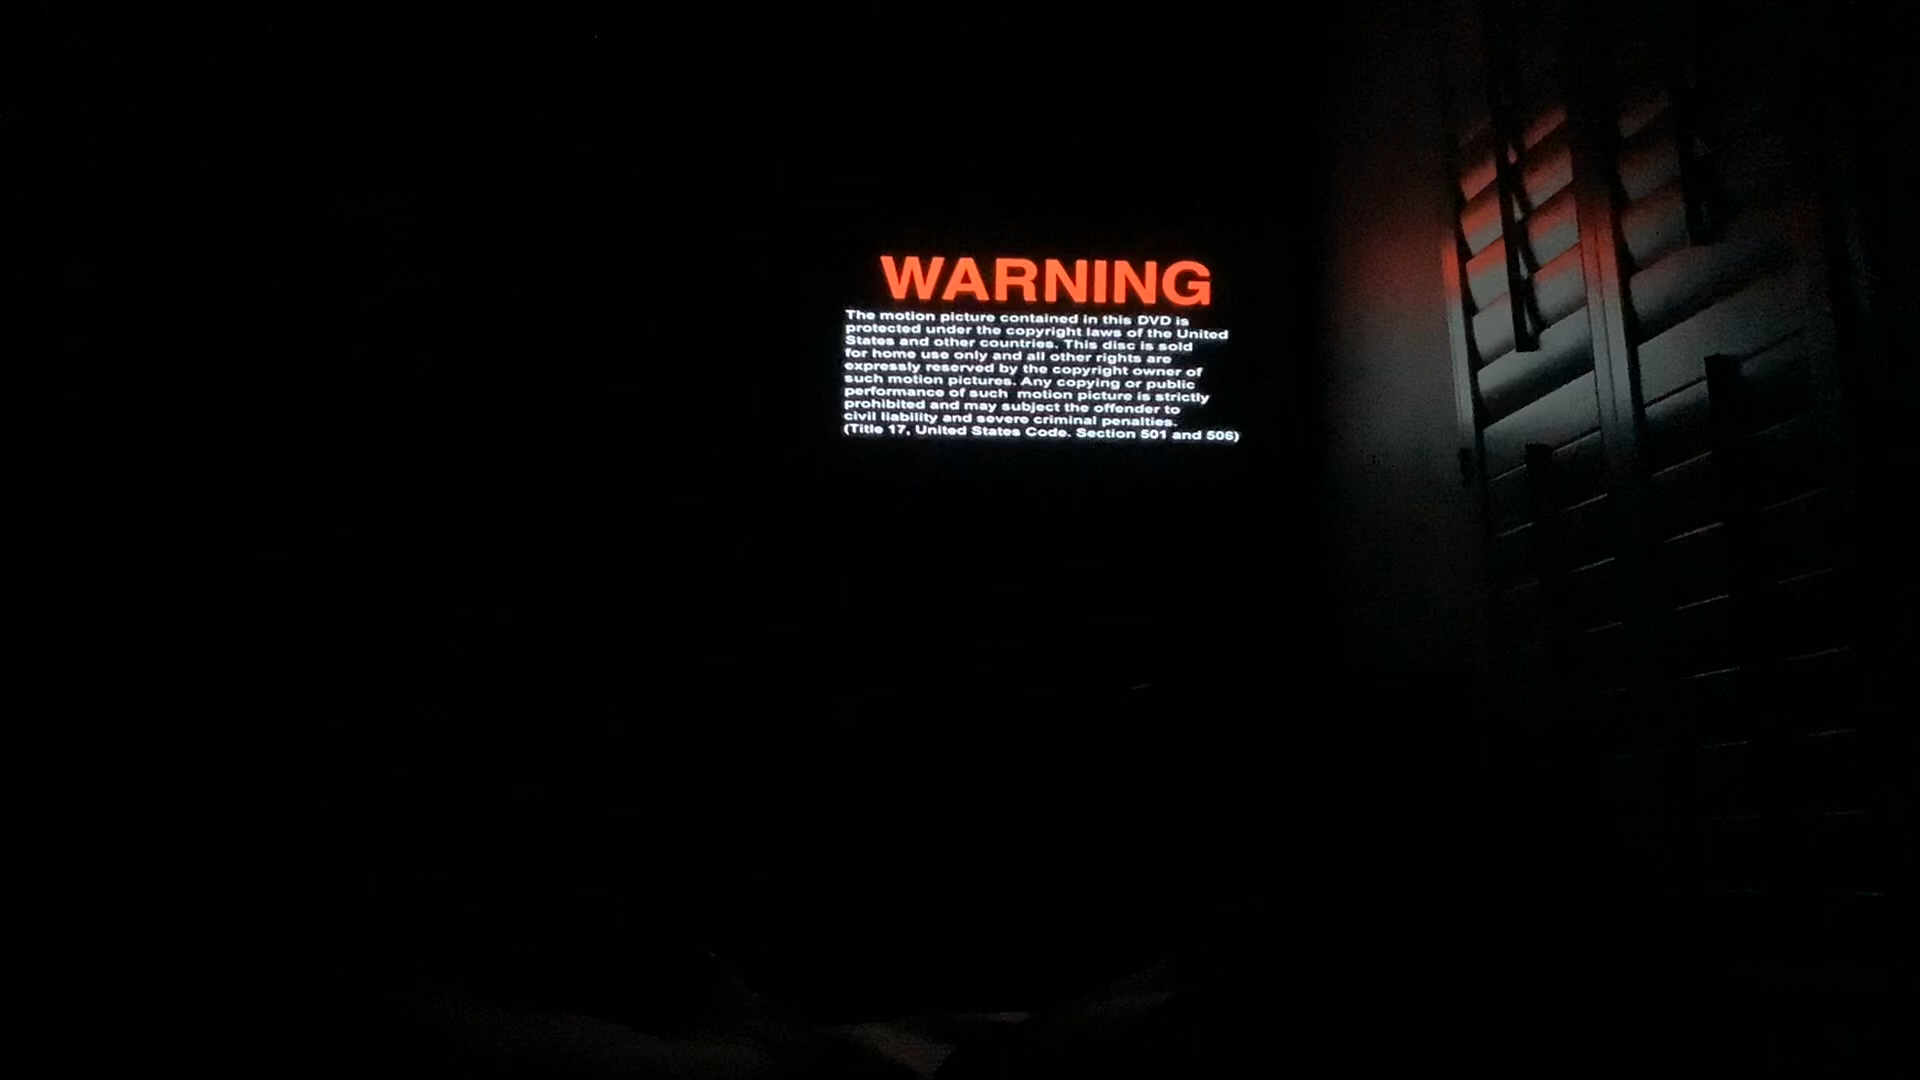 WARNING
The motion picture contained in this DVD is
protected under the copyright laws of the United
States and other countries. This disc is sold
for home use only and all other rights are
expressly reserved by the copyright owner of
such motion pictures. Any copying or public
performance of such motion picture is strictly
prohibited and may subject the offender to
civil liability and severe criminal penalties.
(Title 17, United States Code. Section 501 and 506)